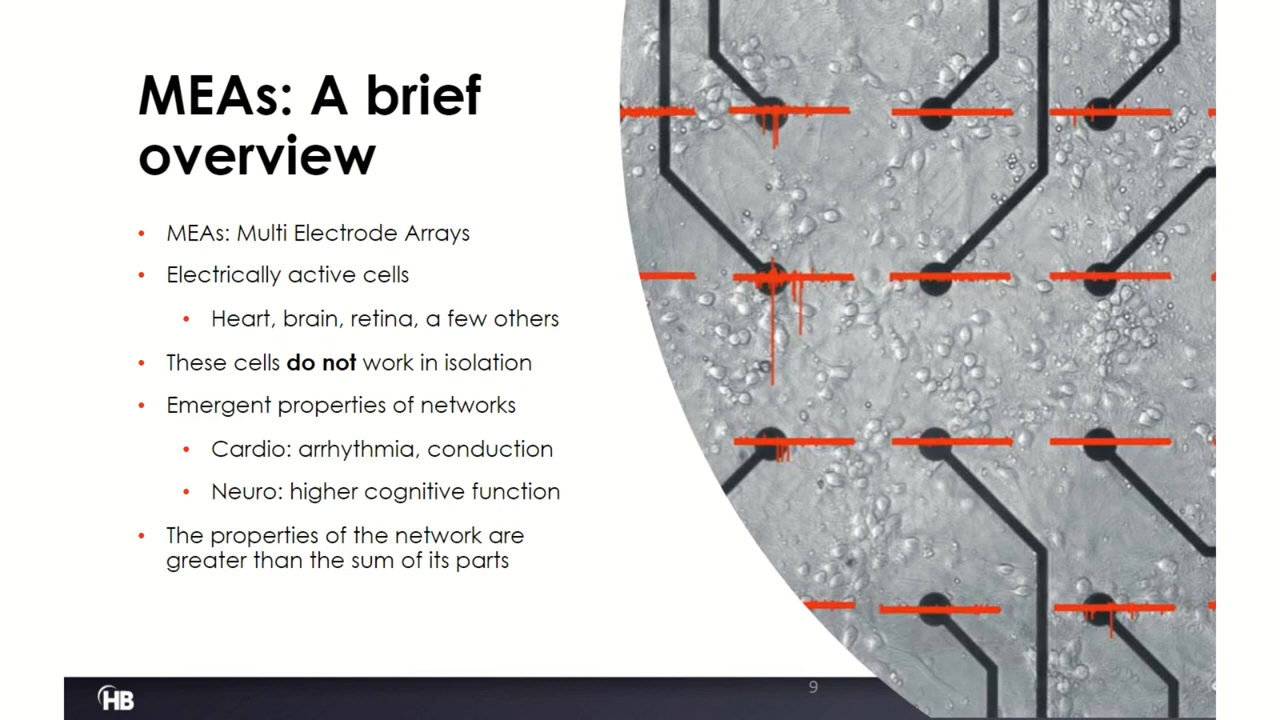 MEAs: A brief
overview
• MEAs: Multi Electrode Arrays
• Electrically active cells
• Heart, brain, retina, a few others
• These cells do not work in isolation
• Emergent properties of networks
• Cardio: arrhythmia, conduction
• Neuro: higher cognitive function
• The properties of the network are
greater than the sum of its parts
HB
9